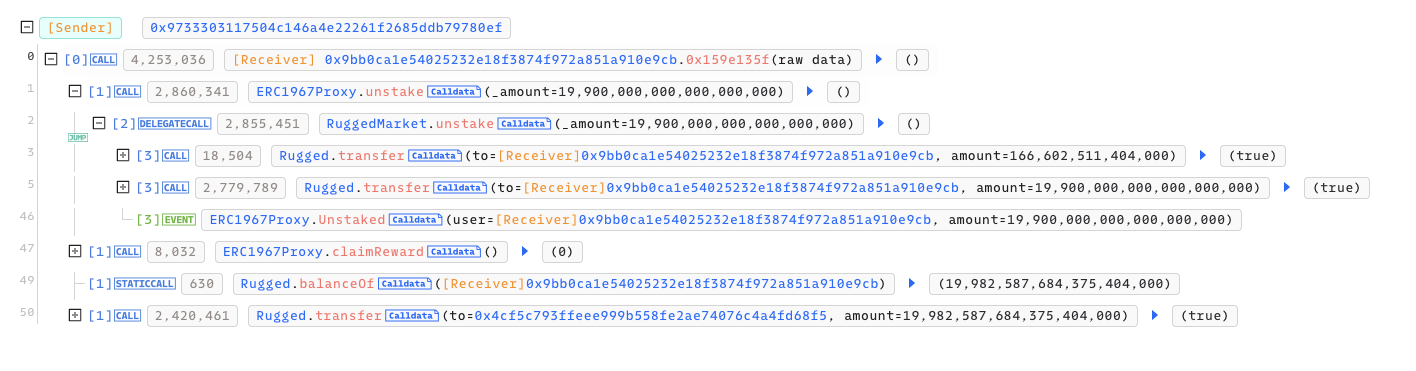 [Sender] 0x9733303117504c146a4e22261f2685ddb79780ef
0 [0] CALL 4,253,036 [Receiver] 0x9bb0ca1e54025232e18f3874f972a851a910e9cb.0x159e135f(raw data) ()
1 [1] CALL 2,860,341 ERC1967Proxy.unstake Calldata (_amount=19,900,000,000,000,000,000) ()
2 [2] DELEGATECALL 2,855,451 RuggedMarket.unstake Calldata (_amount=19,900,000,000,000,000,000) ()
JUMP
3 [3] CALL 18,504 Rugged.transfer Calldata (to=[Receiver]0x9bb0ca1e54025232e18f3874f972a851a910e9cb, amount=166,602,511,404,000) (true)
5 [3] CALL 2,779,789 Rugged.transfer Calldata (to=[Receiver]0x9bb0ca1e54025232e18f3874f972a851a910e9cb, amount=19,900,000,000,000,000,000) (true)
46 [3] EVENT ERC1967Proxy.Unstaked Calldata (user=[Receiver]0x9bb0ca1e54025232e18f3874f972a851a910e9cb, amount=19,900,000,000,000,000,000)
47 [1] CALL 8,032 ERC1967Proxy.claimReward Calldata () (0)
49 [1] STATICCALL 630 Rugged.balanceOf Calldata ([Receiver]0x9bb0ca1e54025232e18f3874f972a851a910e9cb) (19,982,587,684,375,404,000)
50 [1] CALL 2,420,461 Rugged.transfer Calldata (to=0x4cf5c793ffeee999b558fe2ae74076c4a4fd68f5, amount=19,982,587,684,375,404,000) (true)